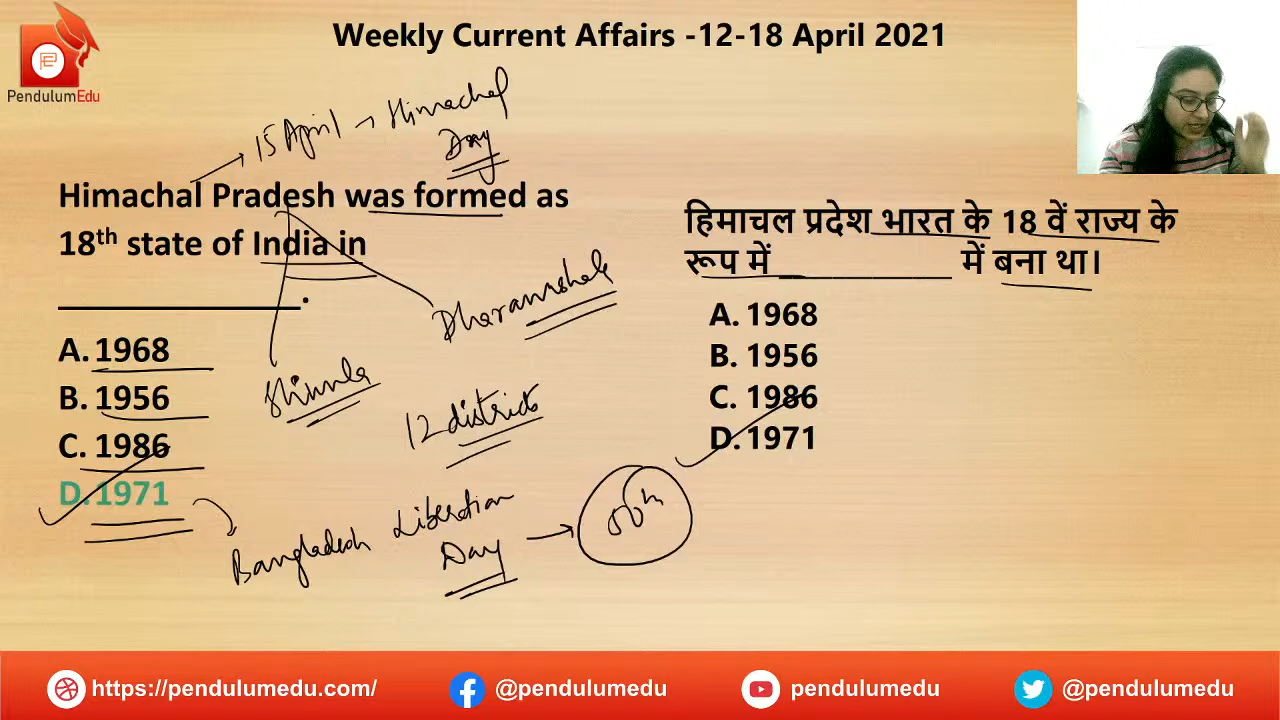 Weekly Current Affairs -12-18 April 2021
PendulumEdu
15 April → Himachal
Day
Himachal Pradesh was formed as
18th state of India in
____________.
A. 1968
B. 1956
C. 1986
D. 1971
Dharamshala
Shimla
12 districts
Bangladesh Liberation
Day → 50th
हिमाचल प्रदेश भारत के 18 वें राज्य के
रूप में ____________ में बना था।
A. 1968
B. 1956
C. 1986
D. 1971
https://pendulumedu.com/
@pendulumedu
pendulumedu
@pendulumedu